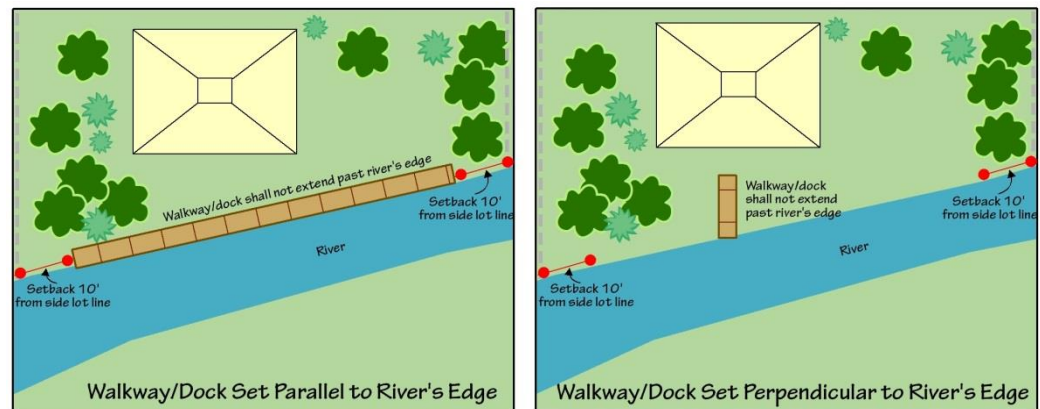 Walkway/dock shall not extend past river's edge
Setback 10'
from side lot line
River
Setback 10'
from side lot line
Walkway/Dock Set Parallel to River's Edge
Walkway/dock
shall not extend
past river's edge
Setback 10'
from side lot line
River
Setback 10'
from side lot line
Walkway/Dock Set Perpendicular to River's Edge